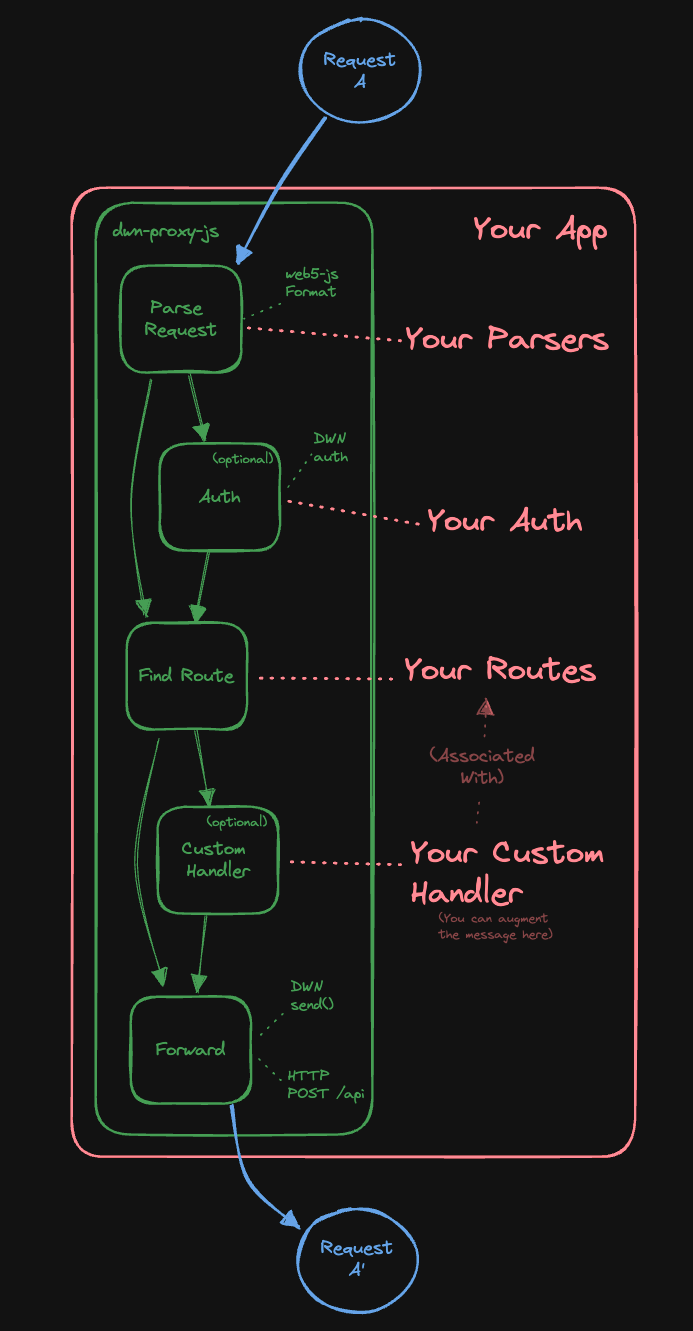 Request
A
dwn-proxy-js
Your App
web5-js
Format
Parse
Request
Your Parsers
DWN
auth
(optional)
Auth
Your Auth
Find Route
Your Routes
(Associated
With)
(optional)
Custom
Handler
Your Custom
Handler
(You can augment
the message here)
DWN
send()
Forward
HTTP
POST /api
Request
A'